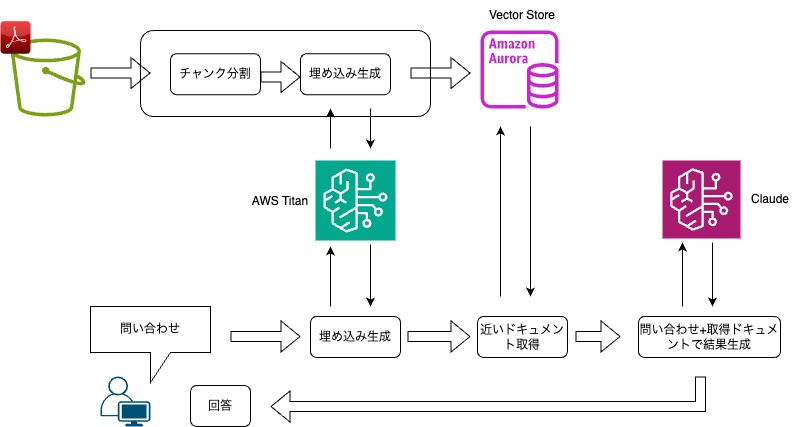 Vector Store
チャンク分割
埋め込み生成
Amazon
Aurora
AWS Titan
Claude
問い合わせ
埋め込み生成
近いドキュメン
ト取得
問い合わせ+取得ドキュメ
ントで結果生成
回答